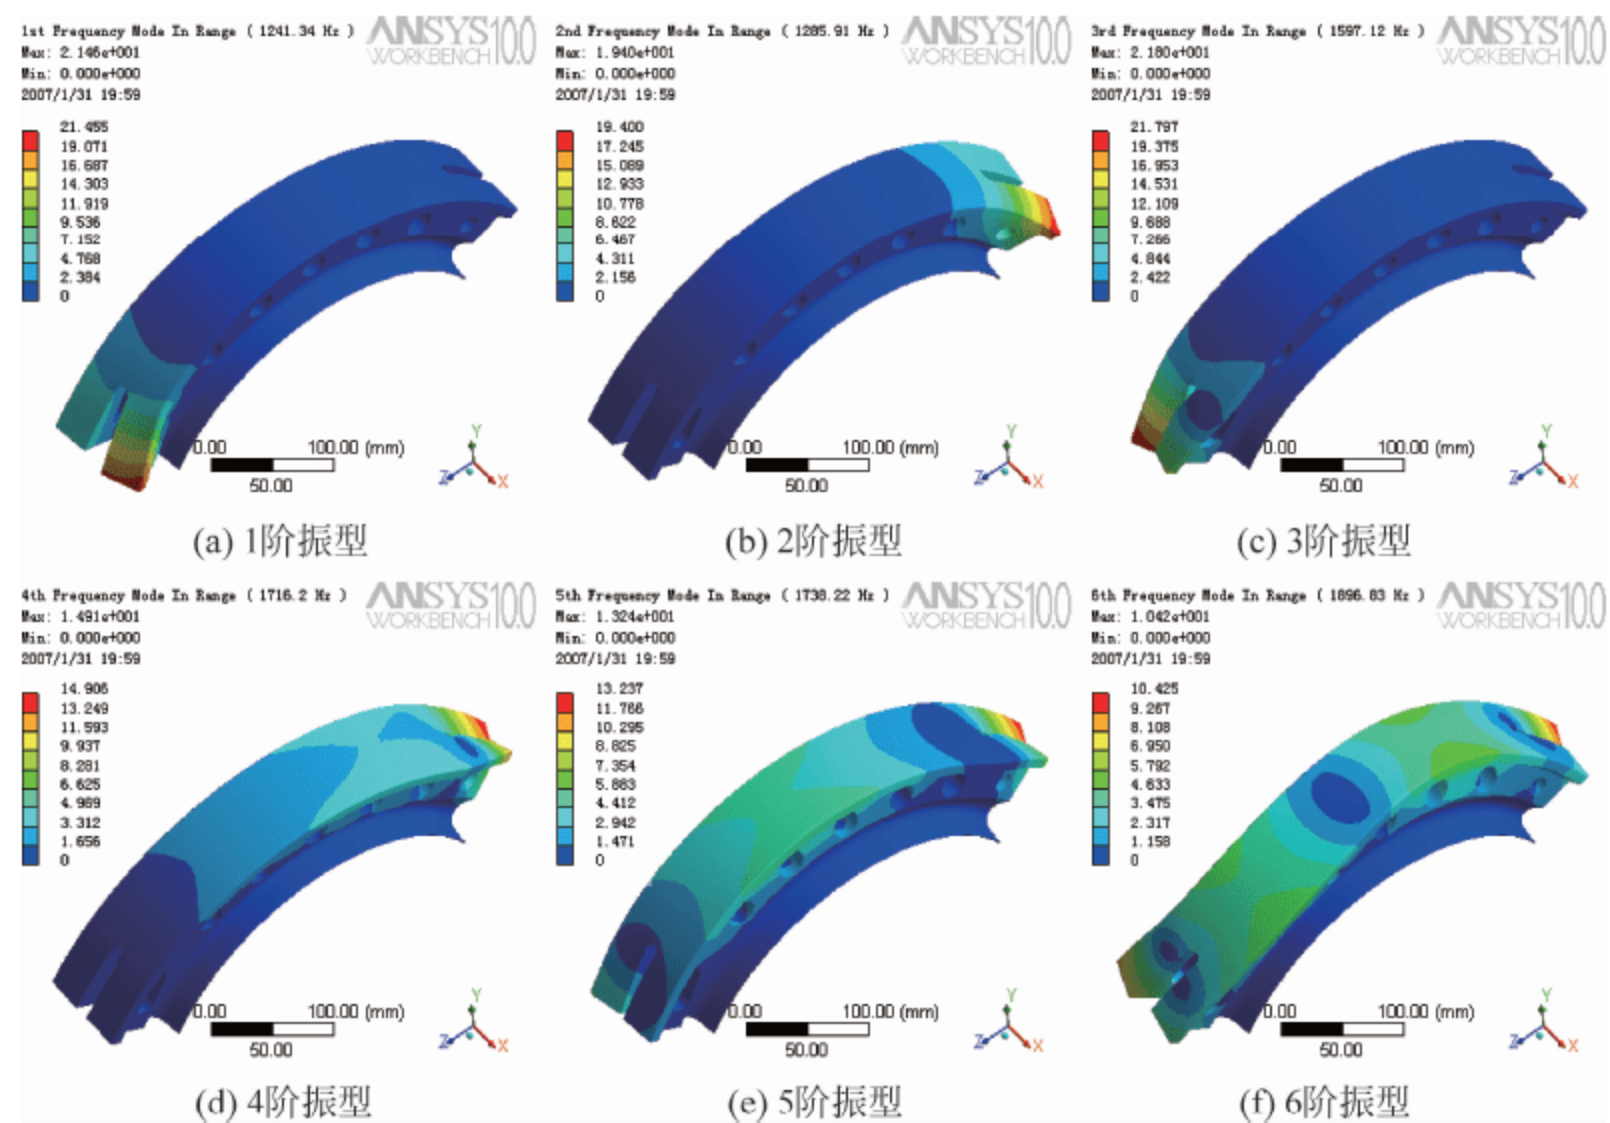 1st Frequency Mode In Range ( 1241.34 Hz )
ANSYS 10.0
WORKBENCH
Max: 2.146e+001
Min: 0.000e+000
2007/1/31 19:59
21.455
19.071
16.687
14.303
11.919
9.536
7.152
4.768
2.384
0
0.00
100.00 (mm)
50.00
Y
Z
X
(a) 1阶振型
2nd Frequency Mode In Range ( 1285.91 Hz )
ANSYS 10.0
WORKBENCH
Max: 1.940e+001
Min: 0.000e+000
2007/1/31 19:59
19.400
17.245
15.089
12.933
10.778
8.622
6.467
4.311
2.156
0
0.00
100.00 (mm)
50.00
Y
Z
X
(b) 2阶振型
3rd Frequency Mode In Range ( 1597.12 Hz )
ANSYS 10.0
WORKBENCH
Max: 2.180e+001
Min: 0.000e+000
2007/1/31 19:59
21.797
19.375
16.953
14.531
12.109
9.688
7.266
4.844
2.422
0
0.00
100.00 (mm)
50.00
Y
Z
X
(c) 3阶振型
4th Frequency Mode In Range ( 1716.2 Hz )
ANSYS 10.0
WORKBENCH
Max: 1.491e+001
Min: 0.000e+000
2007/1/31 19:59
14.906
13.249
11.593
9.937
8.281
6.625
4.969
3.312
1.656
0
0.00
100.00 (mm)
50.00
Y
Z
X
(d) 4阶振型
5th Frequency Mode In Range ( 1738.22 Hz )
ANSYS 10.0
WORKBENCH
Max: 1.324e+001
Min: 0.000e+000
2007/1/31 19:59
13.237
11.766
10.295
8.825
7.354
5.883
4.412
2.942
1.471
0
0.00
100.00 (mm)
50.00
Y
Z
X
(e) 5阶振型
6th Frequency Mode In Range ( 1896.83 Hz )
ANSYS 10.0
WORKBENCH
Max: 1.042e+001
Min: 0.000e+000
2007/1/31 19:59
10.425
9.267
8.108
6.950
5.792
4.633
3.475
2.317
1.158
0
0.00
100.00 (mm)
50.00
Y
Z
X
(f) 6阶振型